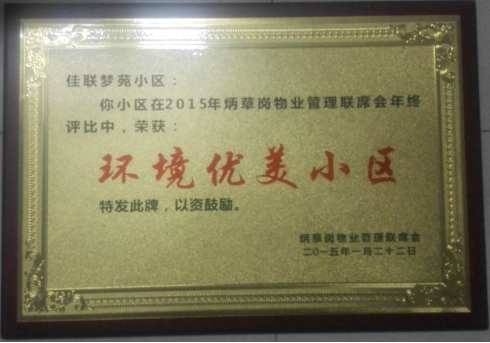 佳联梦苑小区：
你小区在2015年炳草岗物业管理联席会年终
评比中，荣获：
环境优美小区
特发此牌，以资鼓励。
炳草岗物业管理联席会
二〇一五年一月二十二日